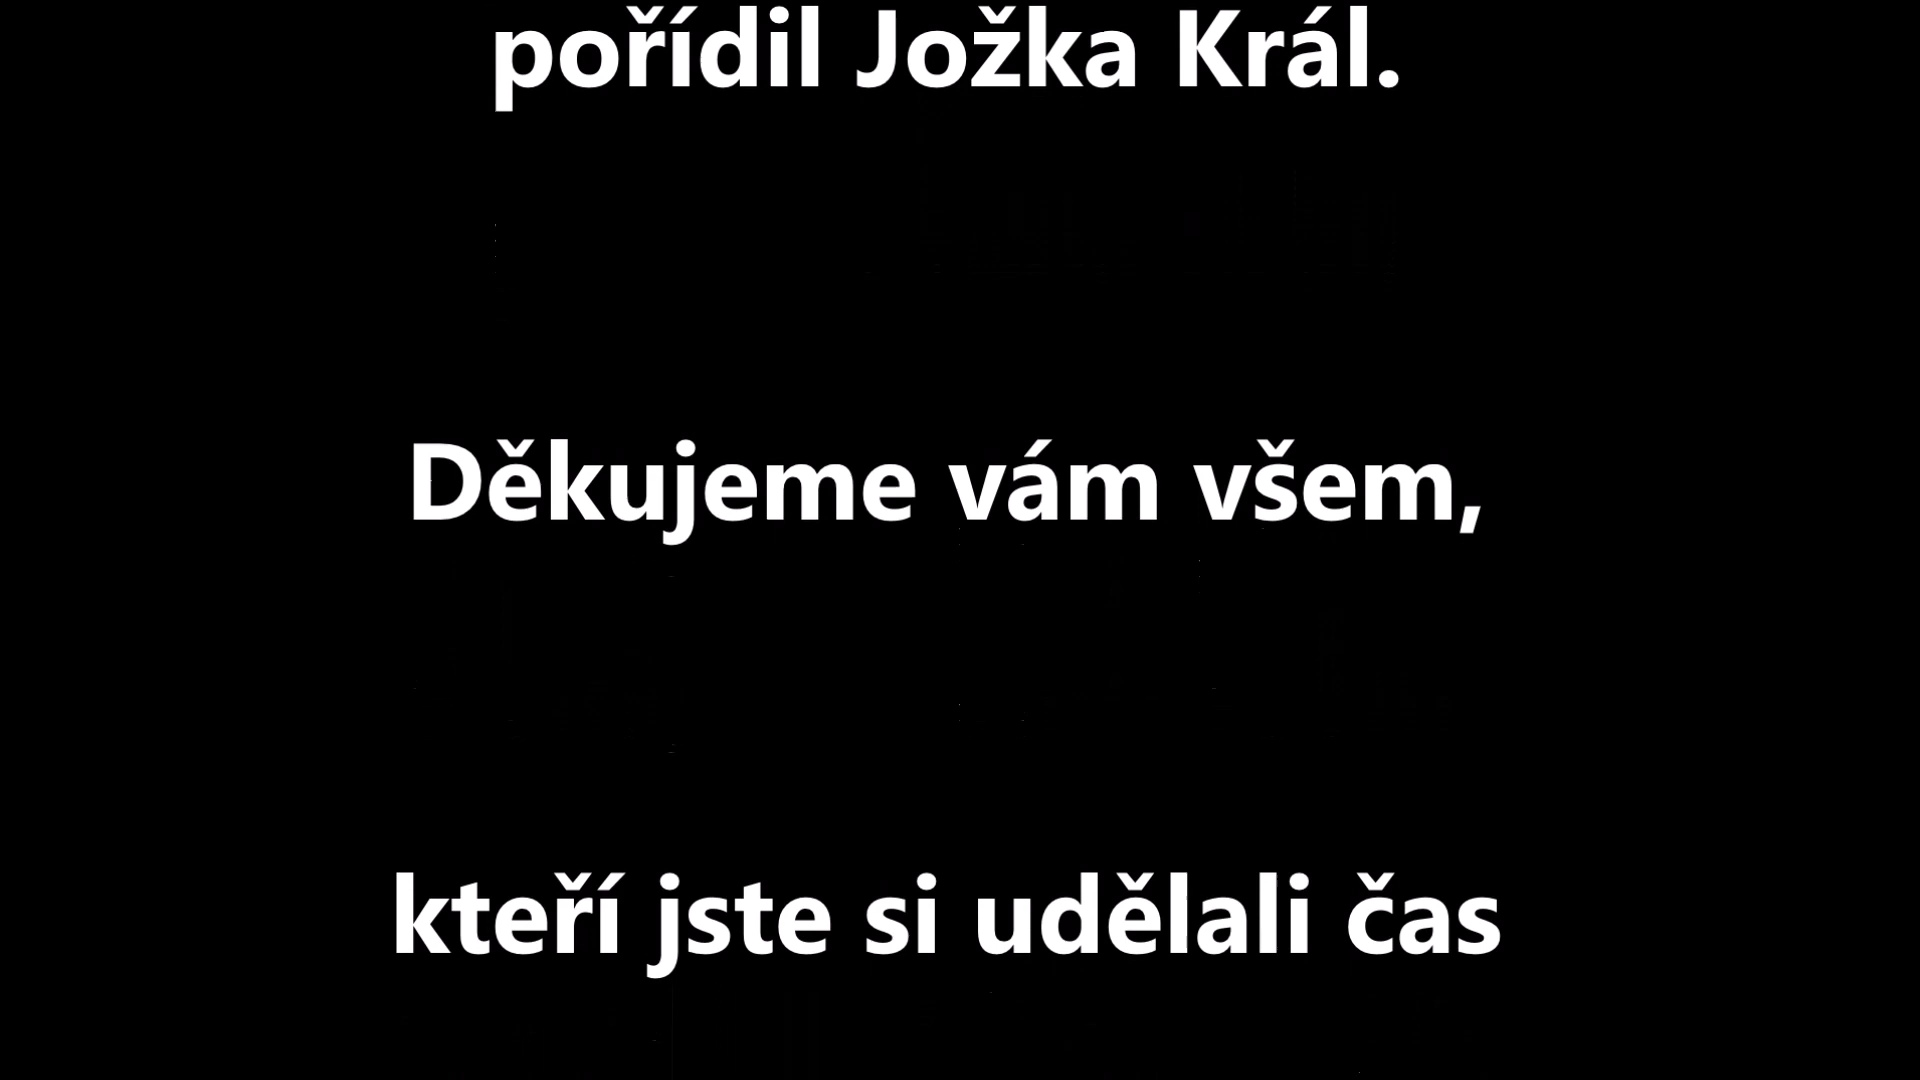 pořídil Jožka Král.
Děkujeme vám všem,
kteří jste si udělali čas